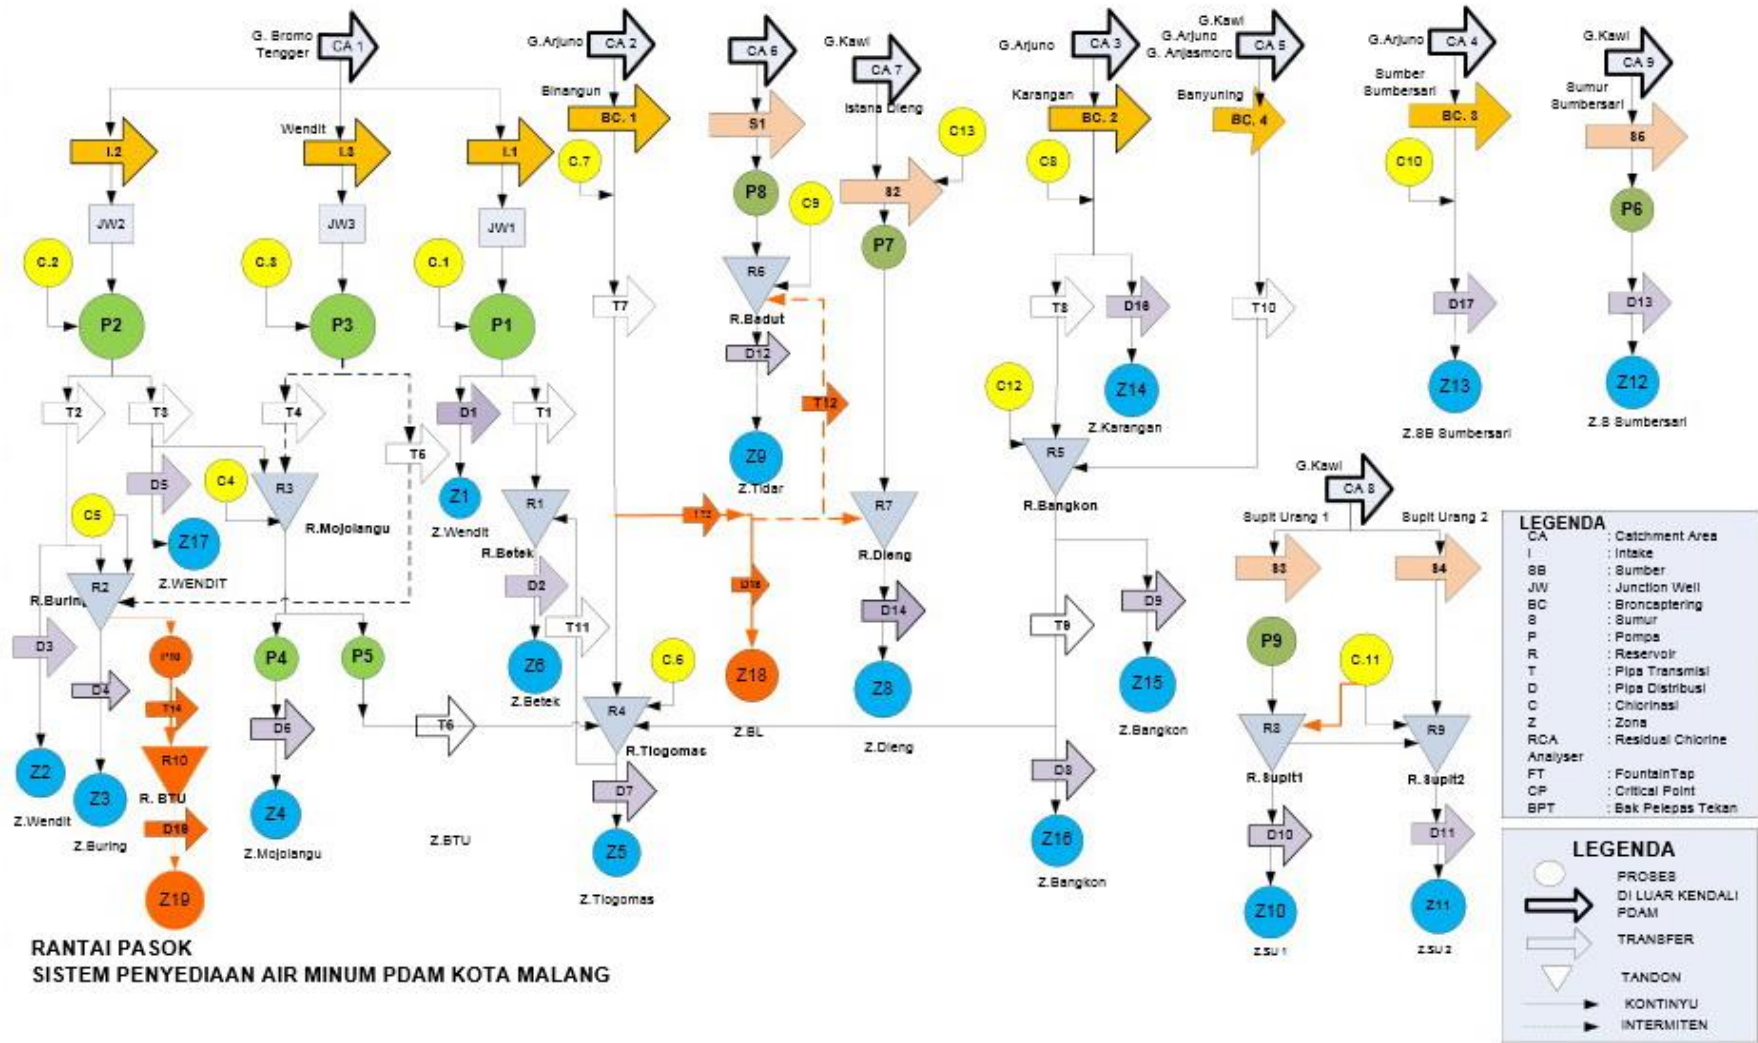 G. Bromo
Tengger
CA 1
G.Arjuno
CA 2
CA 6
G.Kawi
CA 7
G.Arjuno
CA 3
G.Kawi
G.Arjuno
G. Anjasmoro
CA 5
G.Arjuno
CA 4
G.Kawi
CA 9
Binangun
BC. 1
S1
Istana Dieng
C13
Karangan
BC. 2
Banyuning
BC. 4
Sumber
Sumbersari
BC. 3
Sumur
Sumbersari
S5
I.2
Wendit
I.3
I.1
C.7
P8
C9
S2
C8
C10
P6
JW2
JW3
JW1
C.2
C.3
C.1
P7
R6
P2
P3
P1
T7
R.Badut
T8
D16
T10
D17
D13
D12
T2
T3
T4
T5
D1
T1
T12
C12
Z14
Z.Karangan
Z13
Z.SB Sumbersari
Z12
Z.S Sumbersari
D5
C4
R3
R.Mojolangu
Z1
Z.Wendit
R1
R.Betek
Z9
Z.Tidar
R7
R.Dieng
R5
R.Bangkon
G.Kawi
CA 8
C5
Z17
Z.WENDIT
Supit Urang 1
Supit Urang 2
S3
S4
R2
R.Buring
D2
D14
D9
D3
D4
P4
P5
T11
C.6
T9
P9
C.11
Z6
Z.Betek
Z18
Z.BL
Z8
Z.Dieng
Z15
Z.Bangkon
T14
D6
T6
R4
R.Tlogomas
R8
R.Supit1
R9
R.Supit2
Z2
Z.Wendit
Z3
Z.Buring
R10
R. BTU
Z4
Z.Mojolangu
Z.BTU
D7
D8
D19
Z5
Z.Tlogomas
Z16
Z.Bangkon
D10
D11
Z19
Z10
Z.SU 1
Z11
Z.SU 2
RANTAI PASOK
SISTEM PENYEDIAAN AIR MINUM PDAM KOTA MALANG
LEGENDA
CA : Catchment Area
I : Intake
SB : Sumber
JW : Junction Well
BC : Broncaptering
S : Sumur
P : Pompa
R : Reservoir
T : Pipa Transmisi
D : Pipa Distribusi
C : Chlorinasi
Z : Zona
RCA : Residual Chlorine
Analyser
FT : FountainTap
CP : Critical Point
BPT : Bak Pelepas Tekan
LEGENDA
PROSES
DI LUAR KENDALI
PDAM
TRANSFER
TANDON
KONTINYU
INTERMITEN